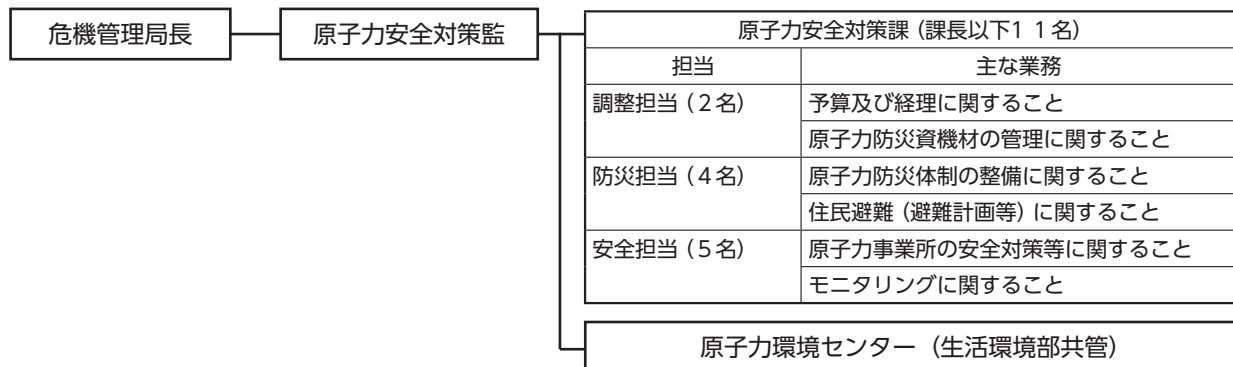 危機管理局長
原子力安全対策監
原子力安全対策課（課長以下１１名）
担当 主な業務
調整担当（２名） 予算及び経理に関すること
原子力防災資機材の管理に関すること
防災担当（４名） 原子力防災体制の整備に関すること
住民避難（避難計画等）に関すること
安全担当（５名） 原子力事業所の安全対策等に関すること
モニタリングに関すること
原子力環境センター（生活環境部共管）